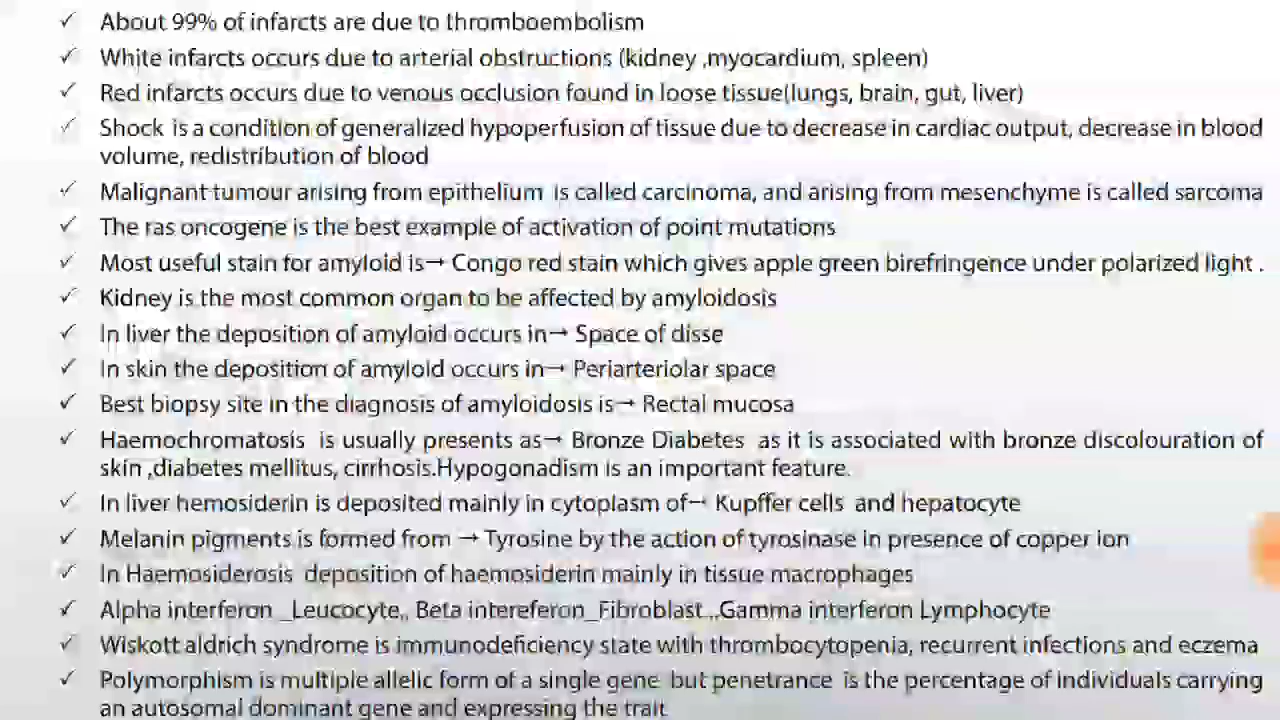 ✓ About 99% of infarcts are due to thromboembolism
✓ White infarcts occurs due to arterial obstructions (kidney ,myocardium, spleen)
✓ Red infarcts occurs due to venous occlusion found in loose tissue(lungs, brain, gut, liver)
✓ Shock is a condition of generalized hypoperfusion of tissue due to decrease in cardiac output, decrease in blood
volume, redistribution of blood
✓ Malignant tumour arising from epithelium is called carcinoma, and arising from mesenchyme is called sarcoma
✓ The ras oncogene is the best example of activation of point mutations
✓ Most useful stain for amyloid is→ Congo red stain which gives apple green birefringence under polarized light .
✓ Kidney is the most common organ to be affected by amyloidosis
✓ In liver the deposition of amyloid occurs in→ Space of disse
✓ In skin the deposition of amyloid occurs in→ Periarteriolar space
✓ Best biopsy site in the diagnosis of amyloidosis is→ Rectal mucosa
✓ Haemochromatosis is usually presents as→ Bronze Diabetes as it is associated with bronze discolouration of
skin ,diabetes mellitus, cirrhosis.Hypogonadism is an important feature.
✓ In liver hemosiderin is deposited mainly in cytoplasm of→ Kupffer cells and hepatocyte
✓ Melanin pigments is formed from → Tyrosine by the action of tyrosinase in presence of copper ion
✓ In Haemosiderosis deposition of haemosiderin mainly in tissue macrophages
✓ Alpha interferon _Leucocyte,, Beta intereferon_Fibroblast,,Gamma interferon Lymphocyte
✓ Wiskott aldrich syndrome is immunodeficiency state with thrombocytopenia, recurrent infections and eczema
✓ Polymorphism is multiple allelic form of a single gene but penetrance is the percentage of individuals carrying
an autosomal dominant gene and expressing the trait